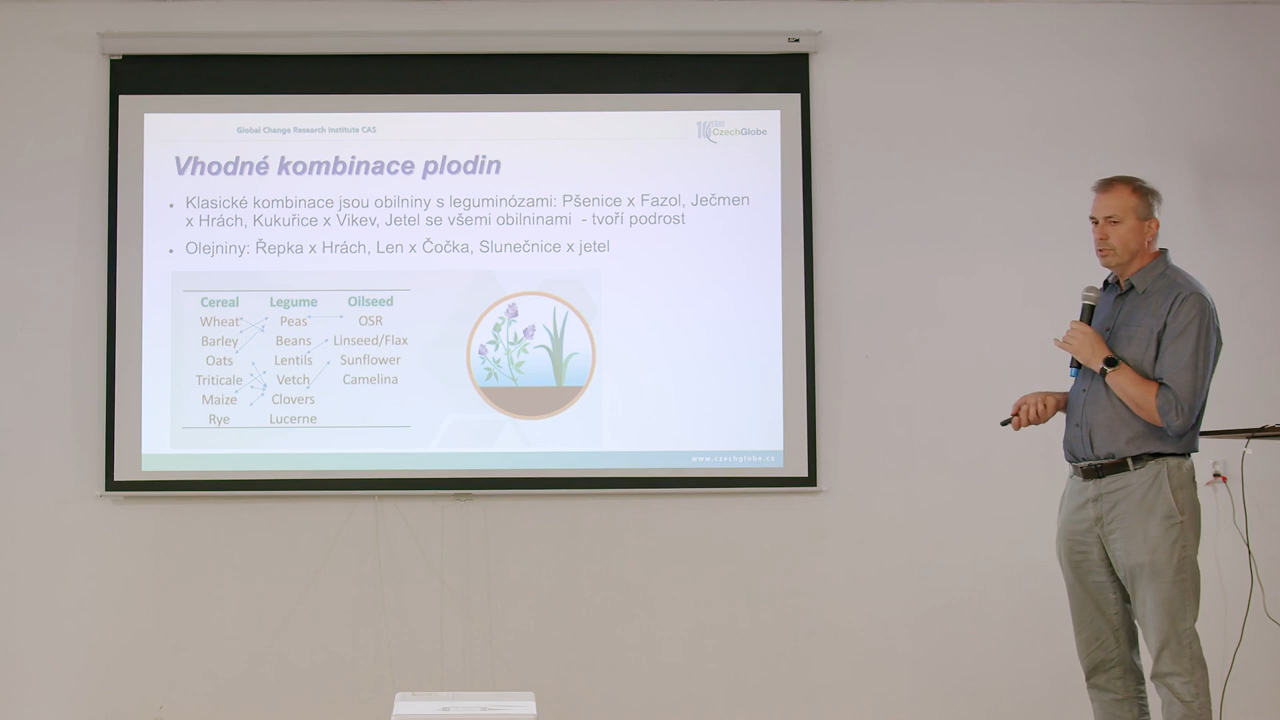 Global Change Research Institute CAS
CzechGlobe
Vhodné kombinace plodin
Klasické kombinace jsou obilniny s leguminózami: Pšenice x Fazol, Ječmen
x Hrách, Kukuřice x Vikev, Jetel se všemi obilninami - tvoří podrost
Olejniny: Řepka x Hrách, Len x Čočka, Slunečnice x jetel
Cereal Legume Oilseed
Wheat Peas OSR
Barley Beans Linseed/Flax
Oats Lentils Sunflower
Triticale Vetch Camelina
Maize Clovers
Rye Lucerne
www.czechglobe.cz